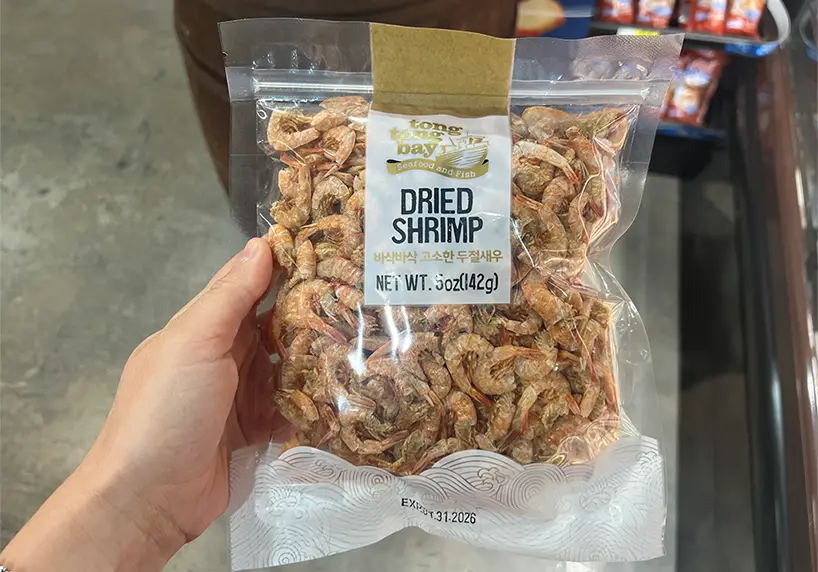 tong
tong
bay
Seafood and Fish
DRIED
SHRIMP
바삭바삭 고소한 두절새우
NET WT. 5oz(142g)